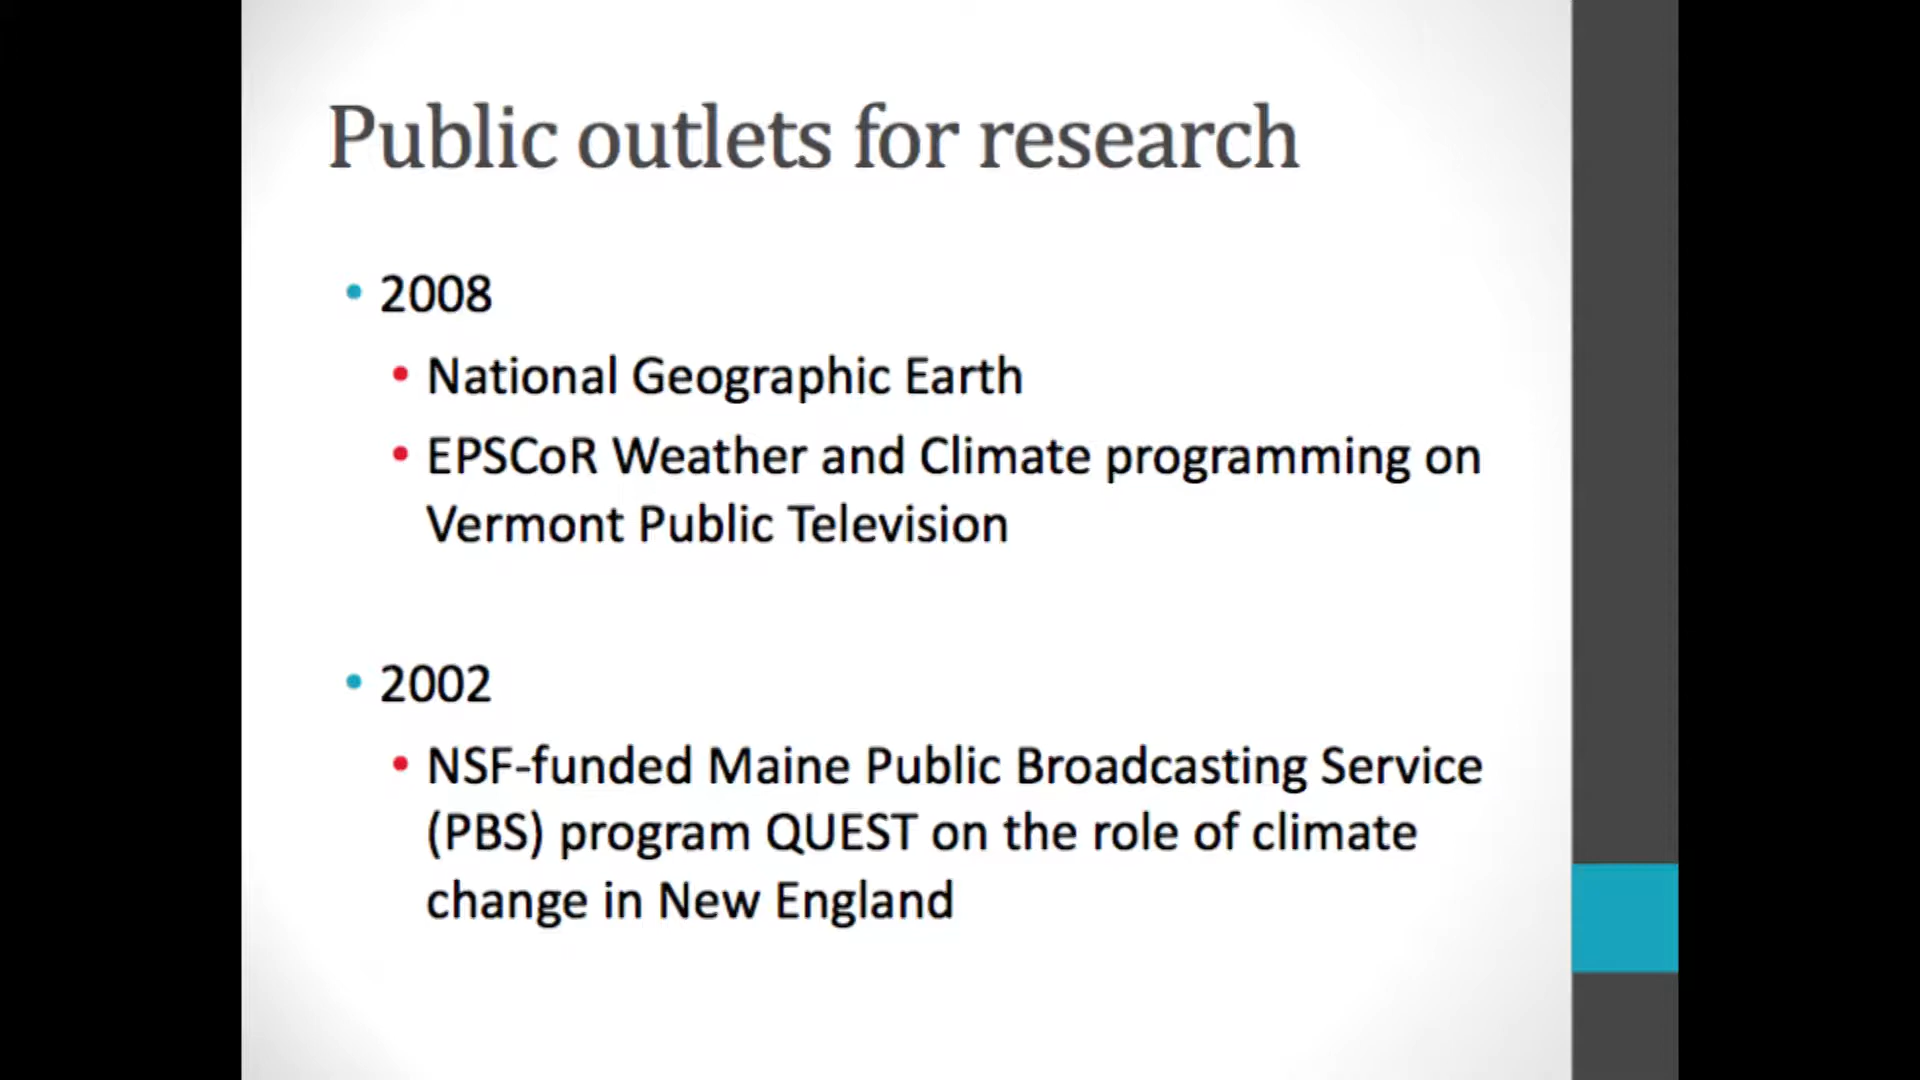 Public outlets for research
• 2008
• National Geographic Earth
• EPSCoR Weather and Climate programming on
Vermont Public Television
• 2002
• NSF-funded Maine Public Broadcasting Service
(PBS) program QUEST on the role of climate
change in New England